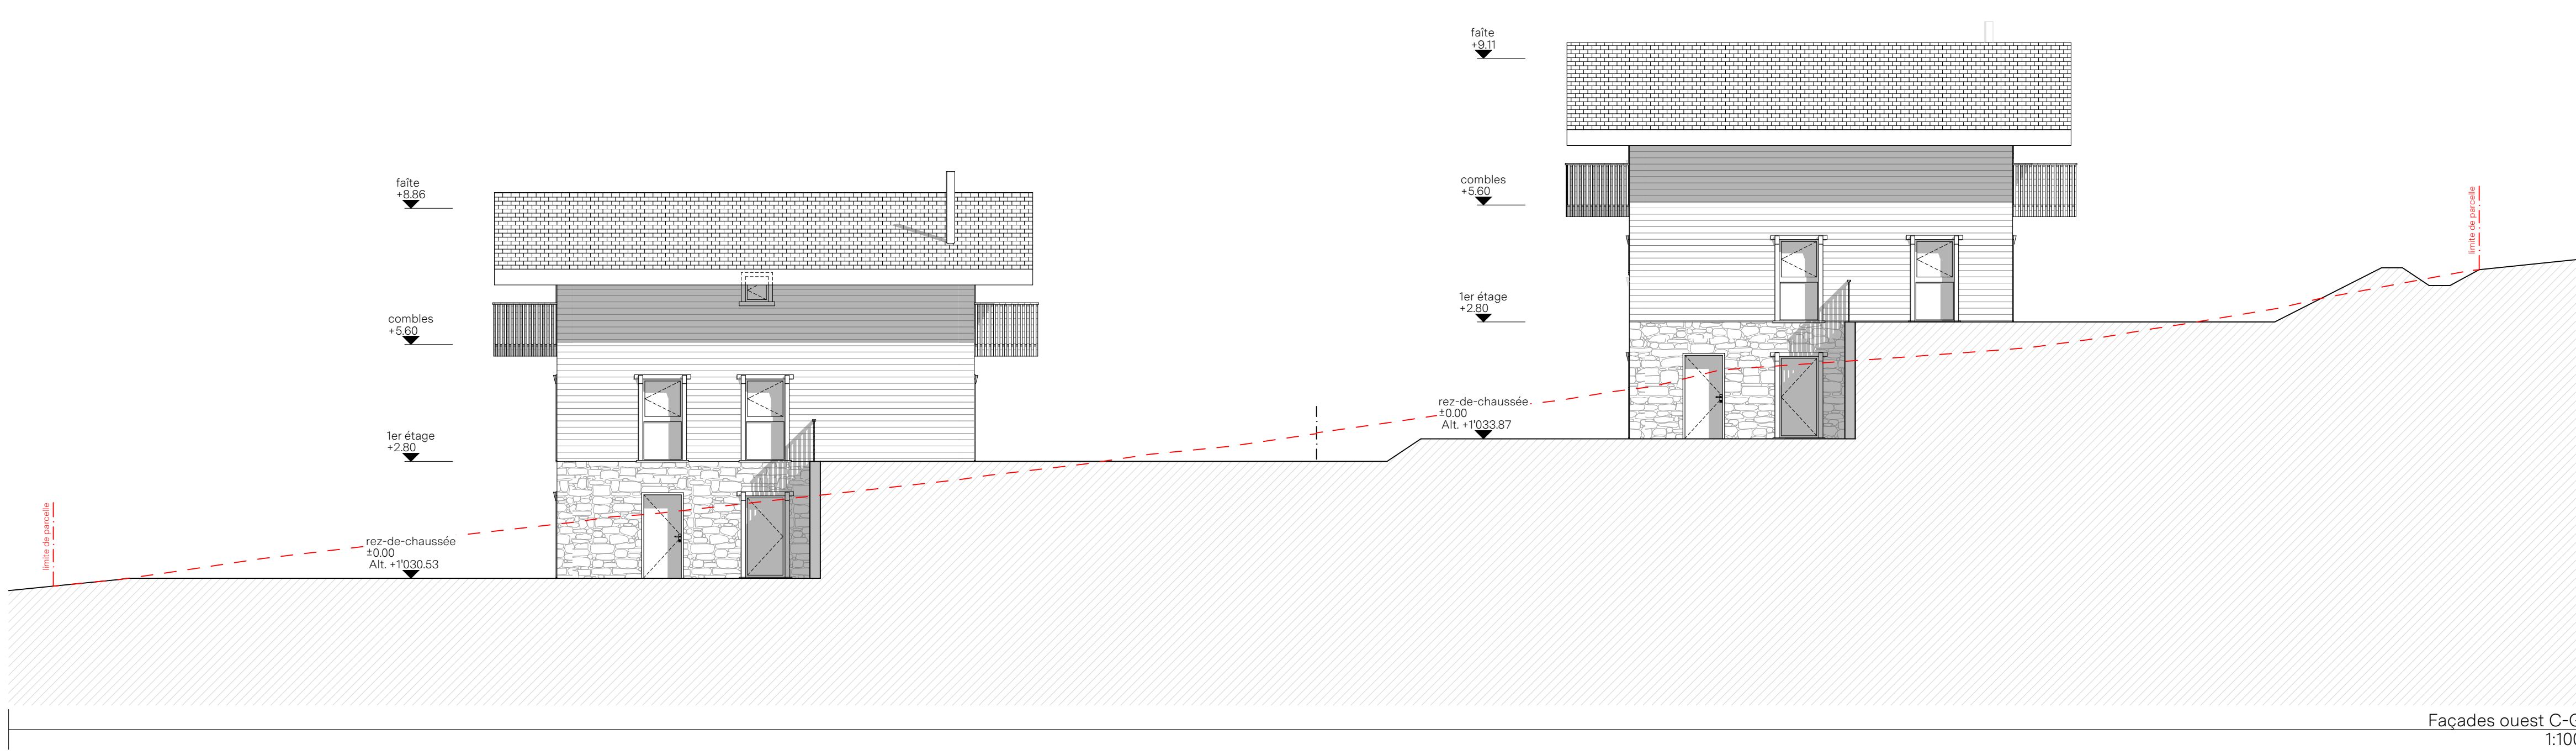 faîte
+9.11
faîte
+8.86
combles
+5.60
limite de parcelle
1er étage
+2.80
combles
+5.60
rez-de-chaussée
±0.00
Alt. +1'033.87
1er étage
+2.80
limite de parcelle
rez-de-chaussée
±0.00
Alt. +1'030.53
Façades ouest C-
1:100